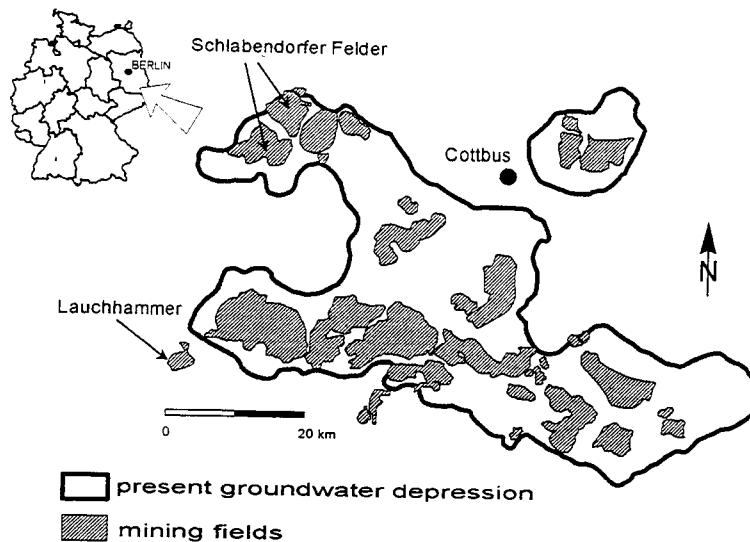 BERLIN
Schlabendorfer Felder
Cottbus
N
Lauchhammer
0 20 km
present groundwater depression
mining fields